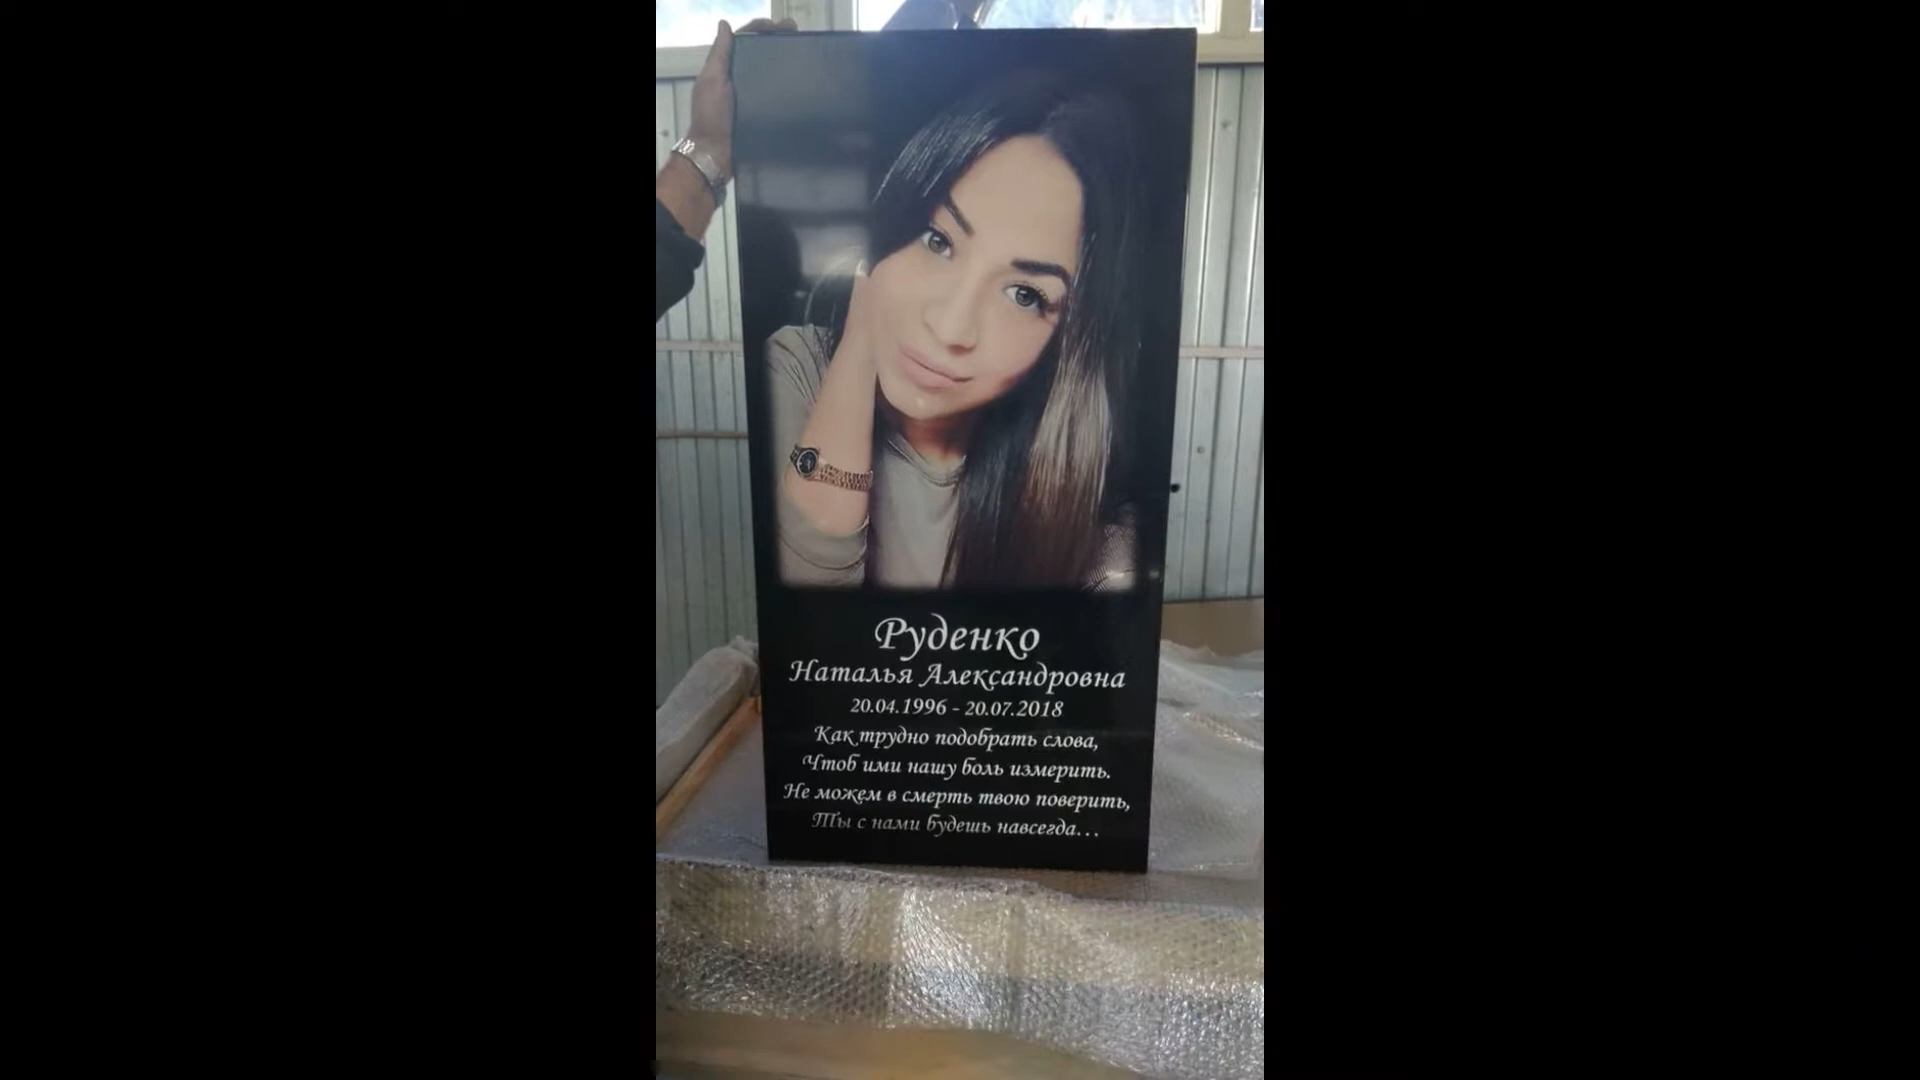 Руденко
Наталья Александровна
20.04.1996 - 20.07.2018
Как трудно подобрать слова,
Чтоб ими нашу боль измерить.
Не можем в смерть твою поверить,
Ты с нами будешь навсегда...